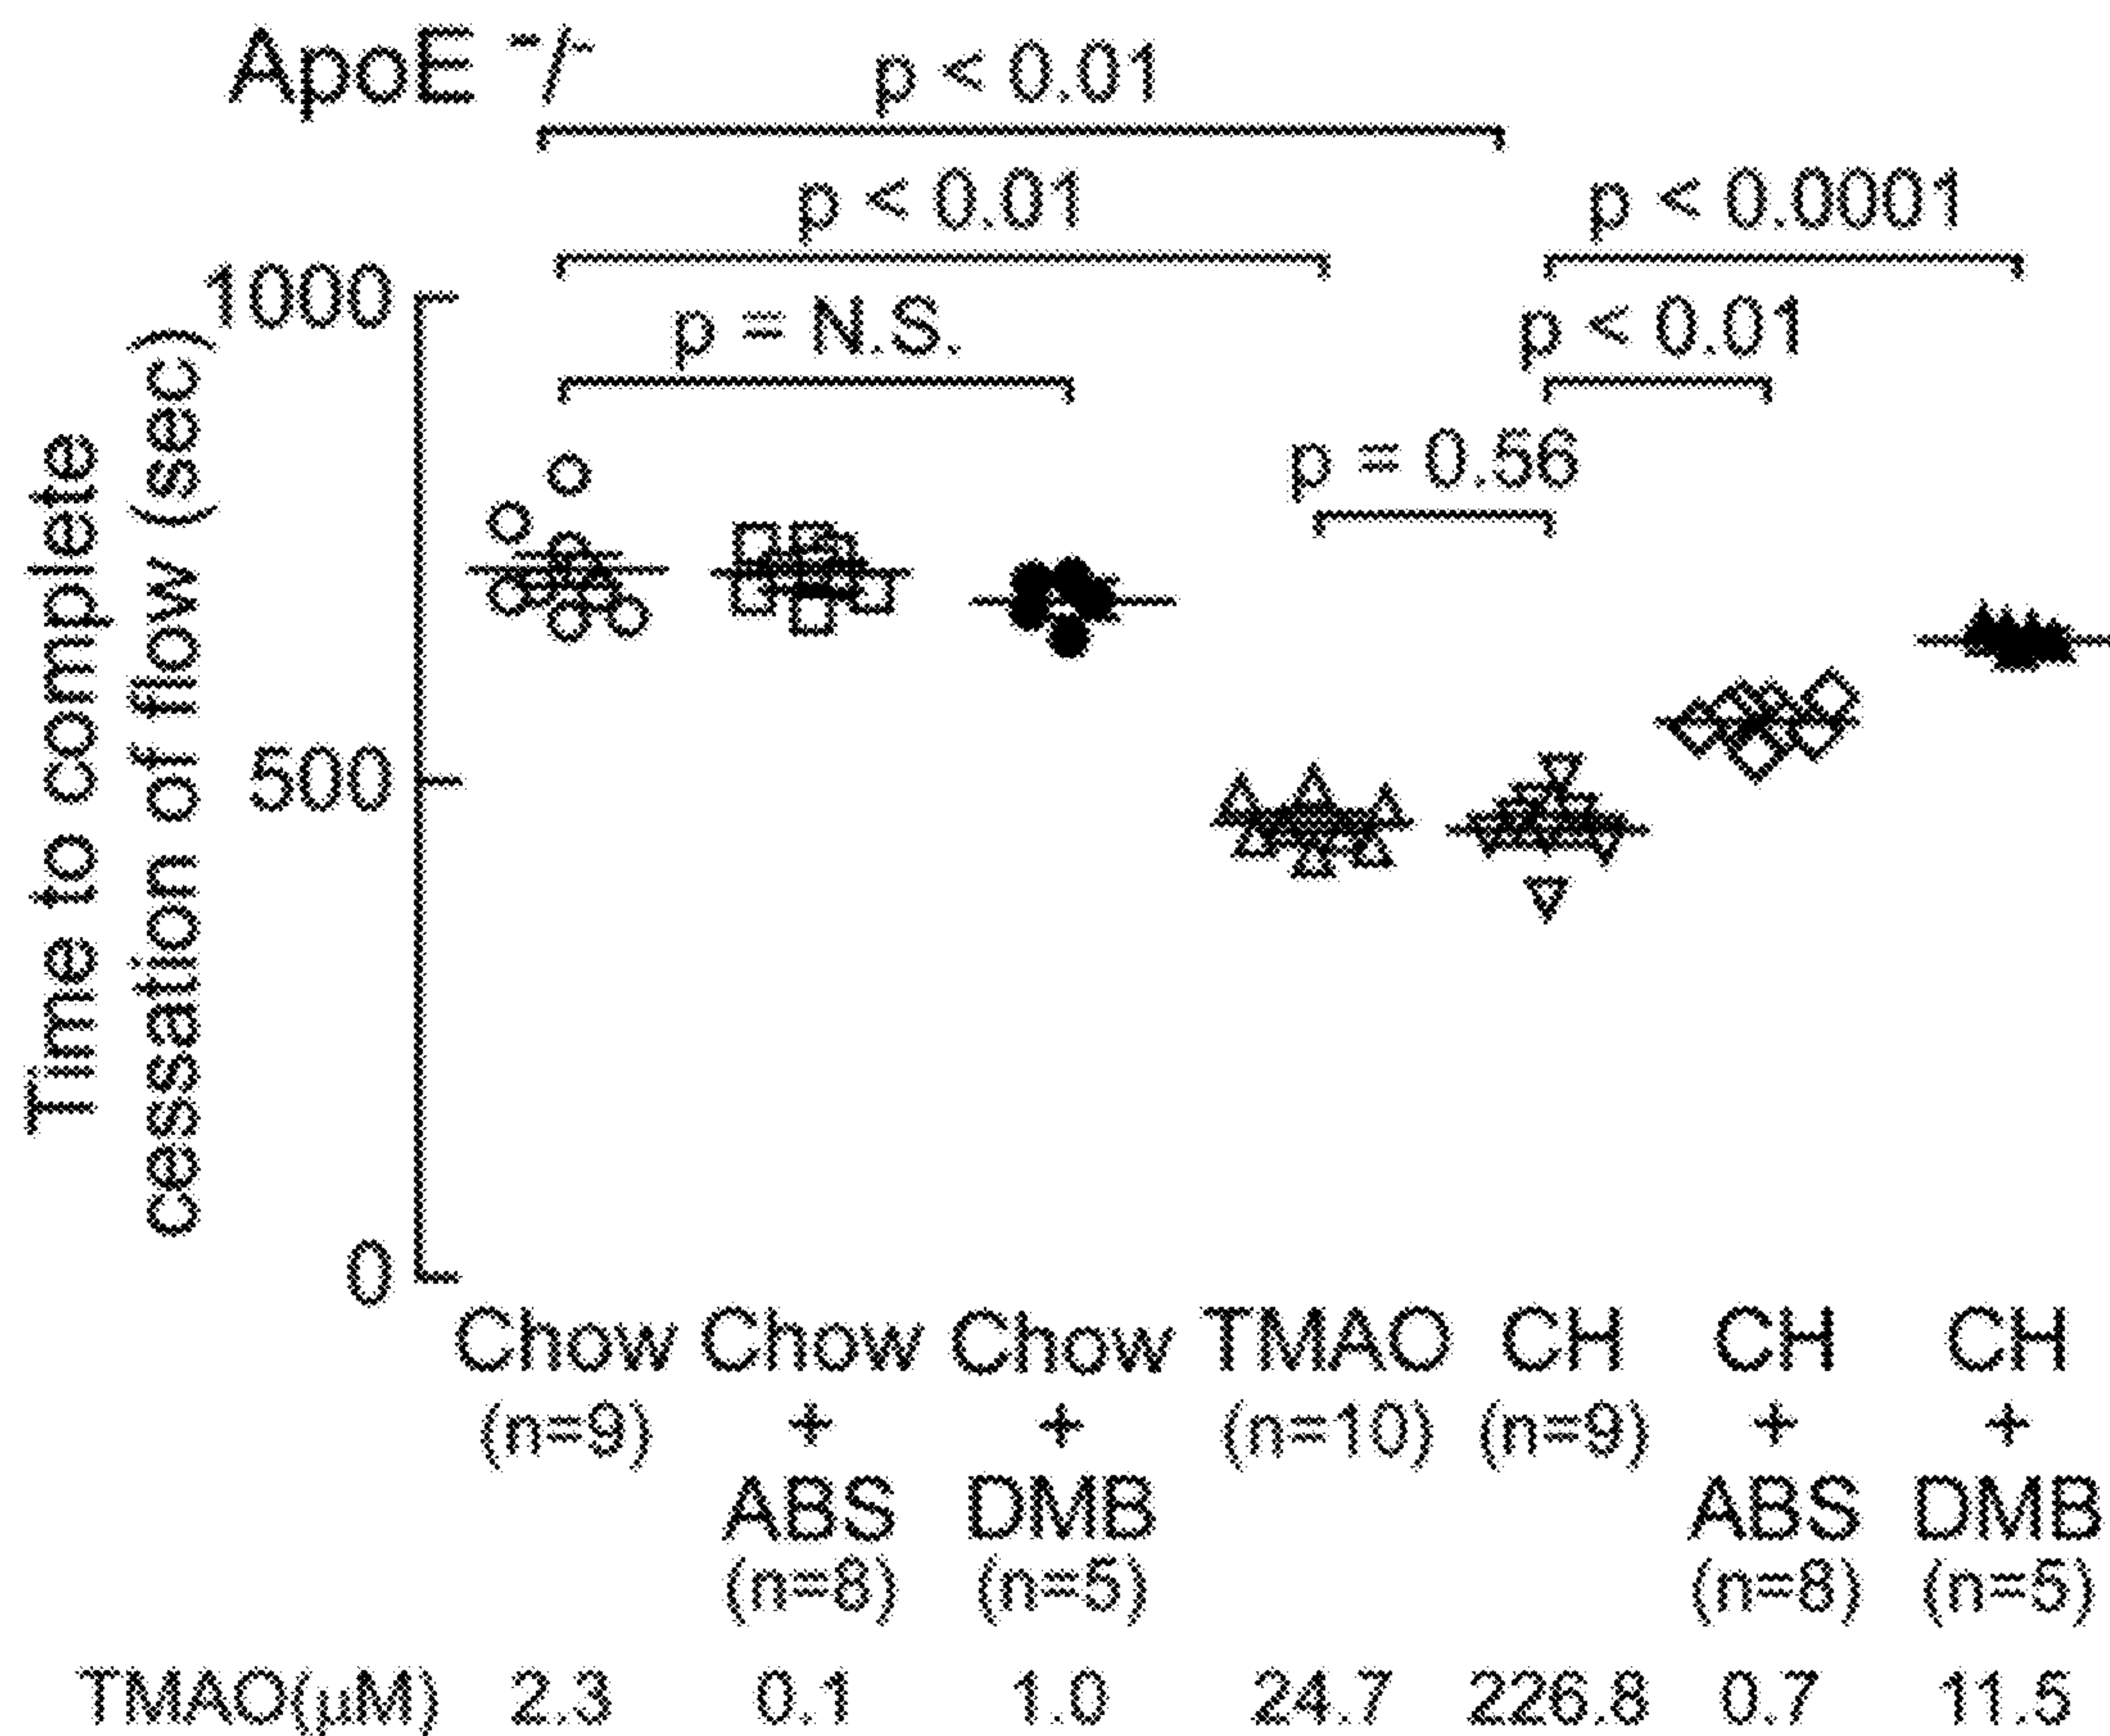 ApoE -/-
p < 0.01
p < 0.01
p < 0.0001
p = N.S.
p < 0.01
p = 0.56
Time to complete
cessation of flow (sec)
1000
500
0
Chow Chow Chow TMAO CH CH CH
(n=9) + + (n=10) (n=9) + +
ABS DMB ABS DMB
(n=8) (n=5) (n=8) (n=5)
TMAO(μM) 2.3 0.1 1.0 24.7 226.8 0.7 11.5